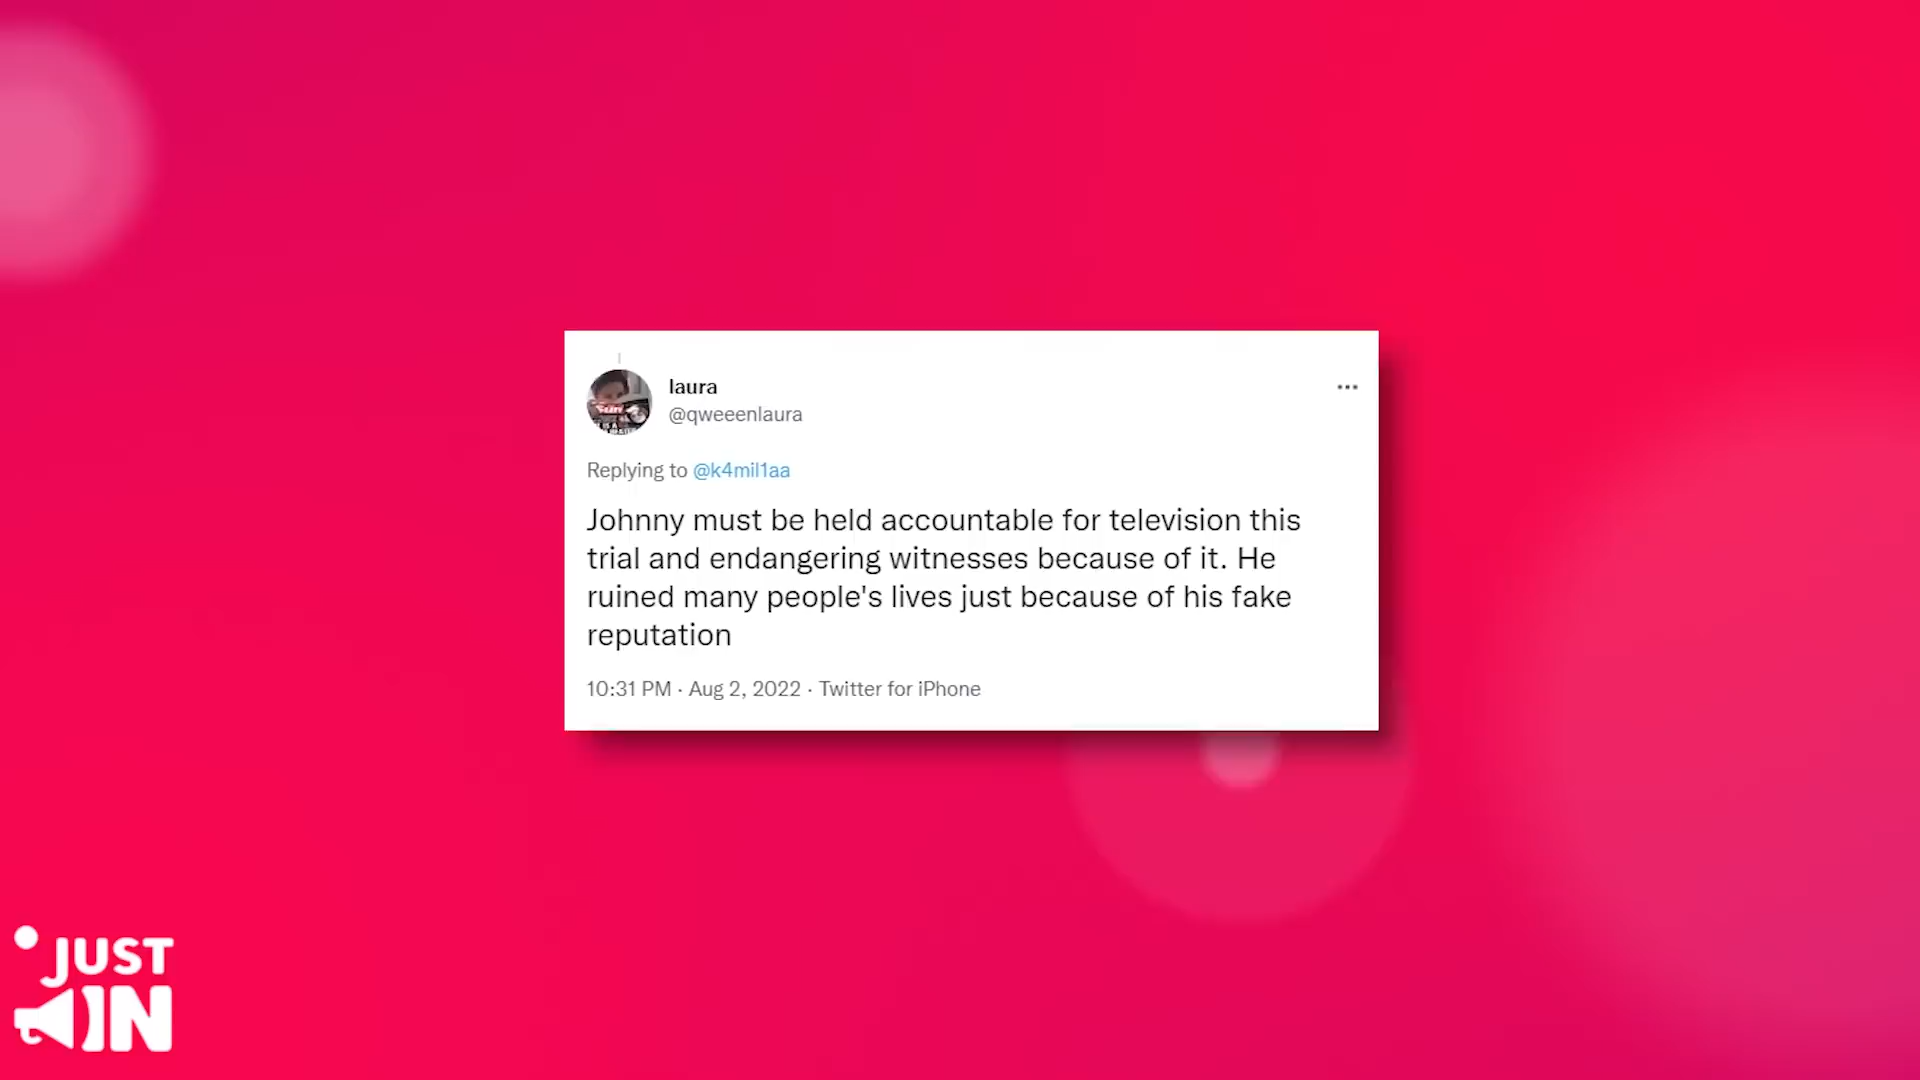 laura
@qweeenlaura
Replying to @k4mil1aa
Johnny must be held accountable for television this
trial and endangering witnesses because of it. He
ruined many people's lives just because of his fake
reputation
10:31 PM · Aug 2, 2022 · Twitter for iPhone
JUST
IN